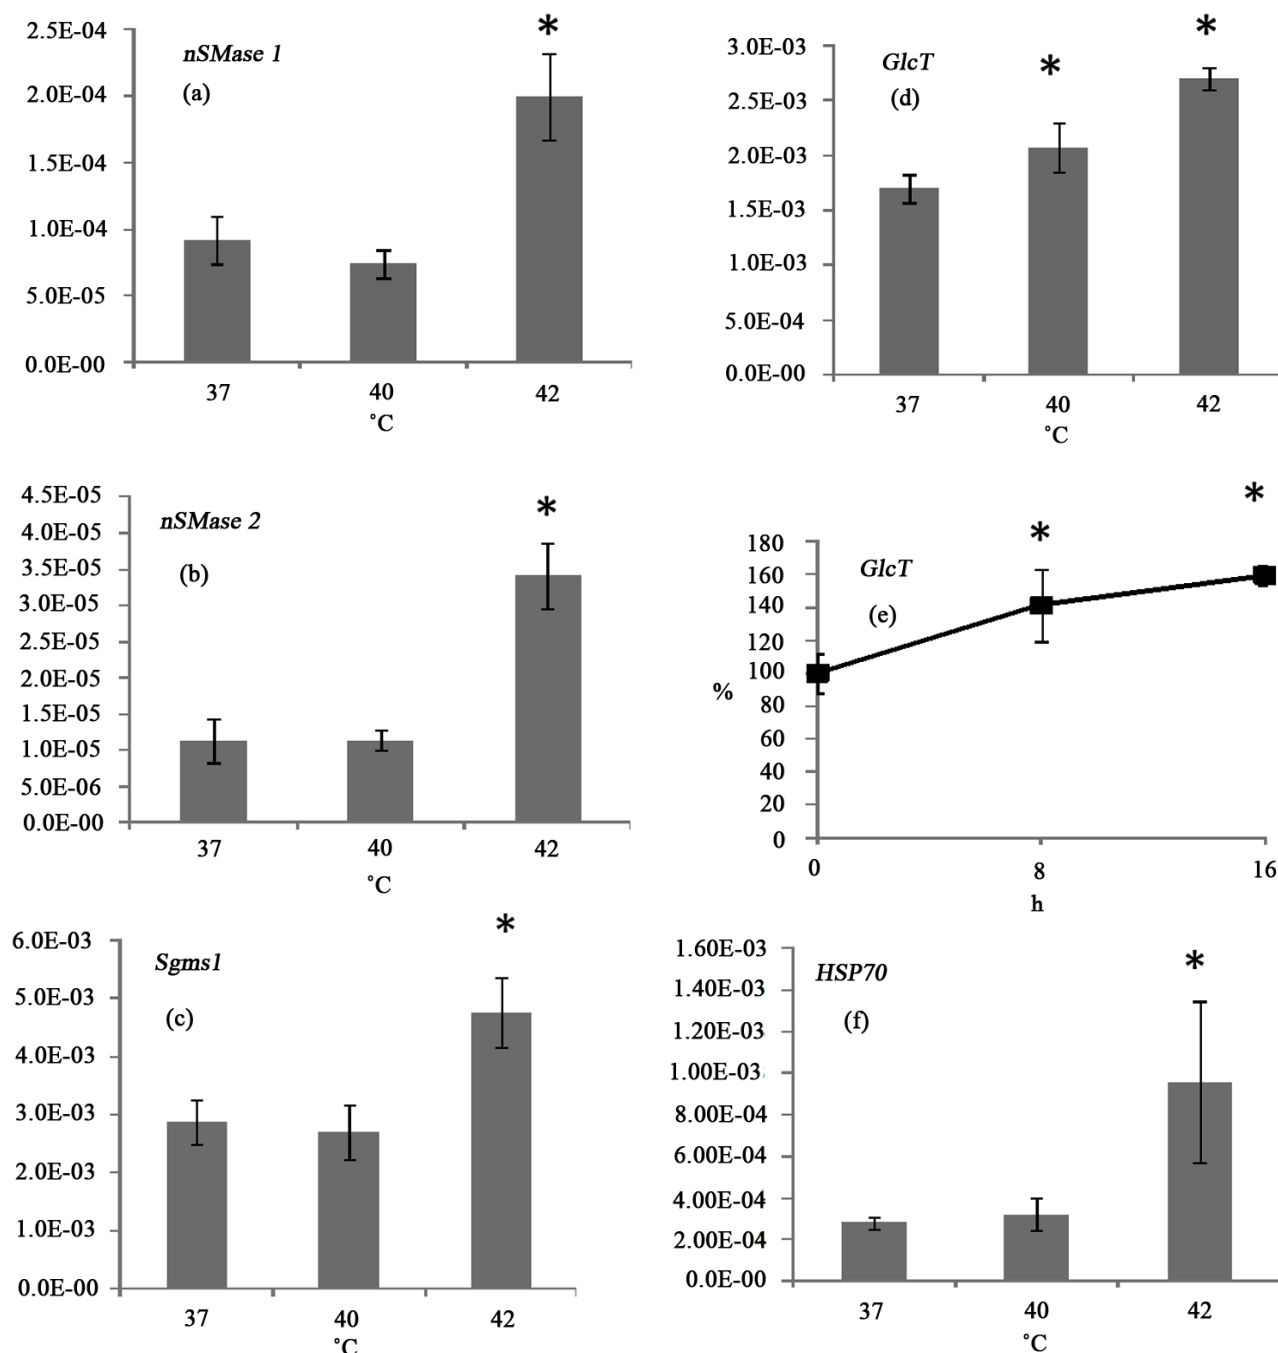 nSMase 1
(a)
*
2.5E-04
2.0E-04
1.5E-04
1.0E-04
5.0E-05
0.0E-00
37 40 42
˚C
nSMase 2
(b)
*
4.5E-05
4.0E-05
3.5E-05
3.0E-05
2.5E-05
2.0E-05
1.5E-05
1.0E-05
5.0E-06
0.0E-00
37 40 42
˚C
Sgms1
(c)
*
6.0E-03
5.0E-03
4.0E-03
3.0E-03
2.0E-03
1.0E-03
0.0E-00
37 40 42
˚C
GlcT
(d)
* *
3.0E-03
2.5E-03
2.0E-03
1.5E-03
1.0E-03
5.0E-04
0.0E-00
37 40 42
˚C
GlcT
(e)
* *
180
160
140
120
100
80
60
40
20
0
%
0 8 16
h
HSP70
(f)
*
1.60E-03
1.40E-03
1.20E-03
1.00E-03
8.00E-04
6.00E-04
4.00E-04
2.00E-04
0.0E-00
37 40 42
˚C